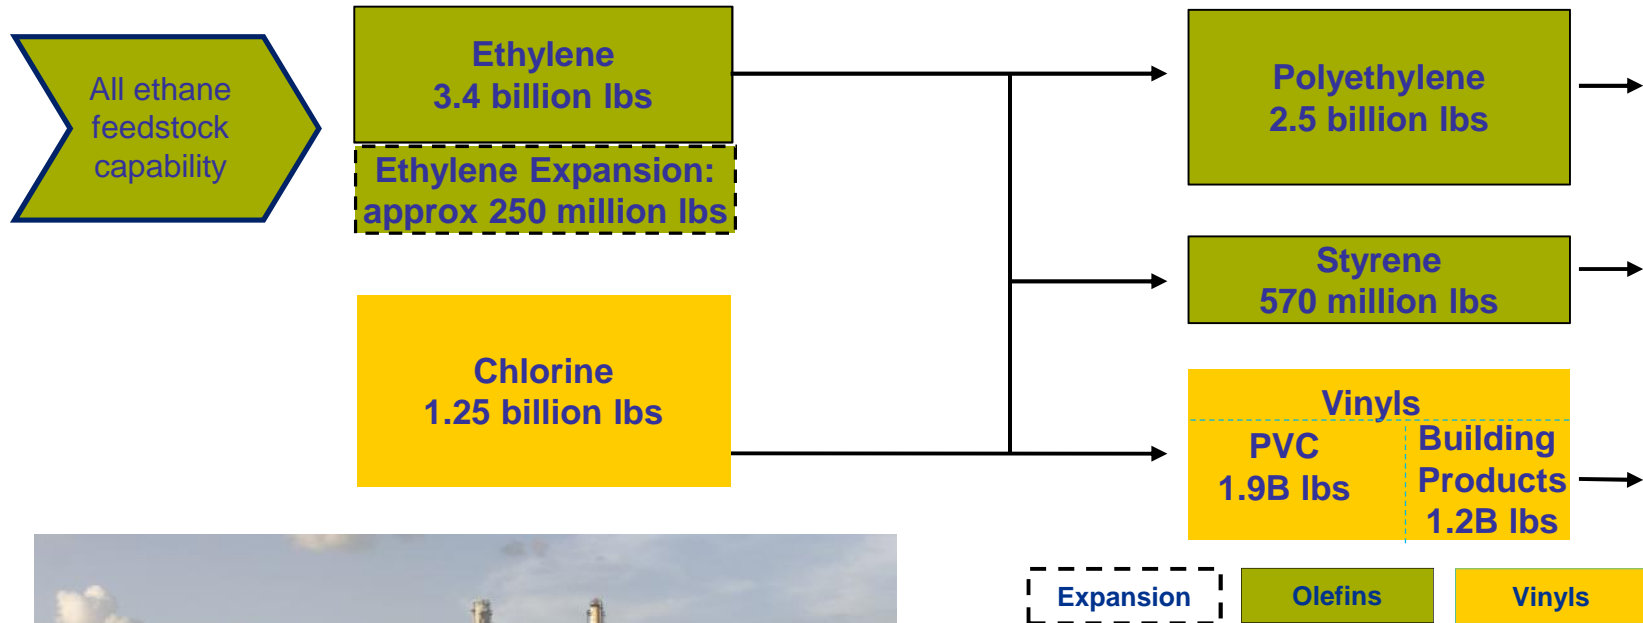 All ethane
feedstock
capability
Ethylene
3.4 billion lbs
Ethylene Expansion:
approx 250 million lbs
Chlorine
1.25 billion lbs
Polyethylene
2.5 billion lbs
Styrene
570 million lbs
Vinyls
PVC
1.9B lbs
Building
Products
1.2B lbs
Expansion
Olefins
Vinyls